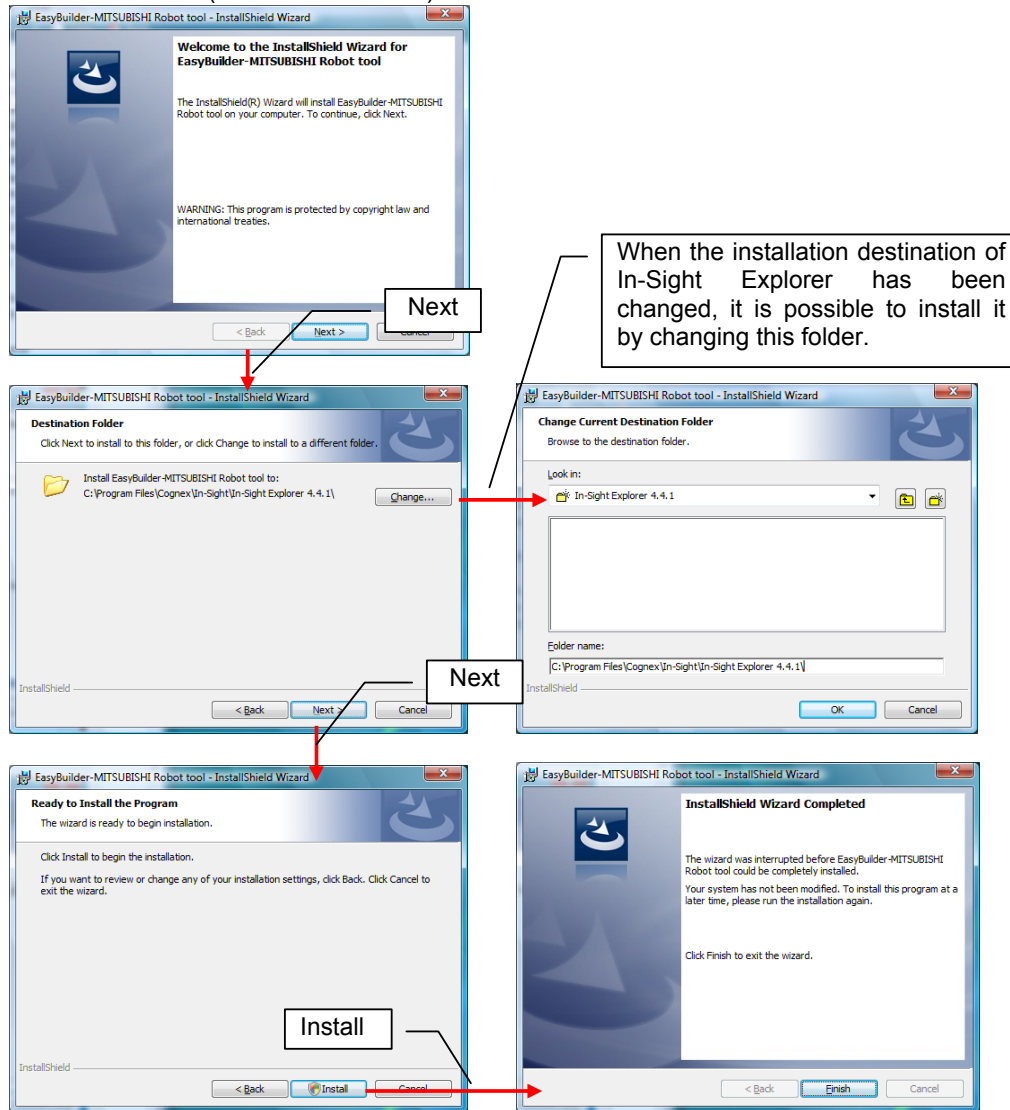 EasyBuilder-MITSUBISHI Robot tool - InstallShield Wizard
Welcome to the InstallShield Wizard for
EasyBuilder-MITSUBISHI Robot tool
The InstallShield(R) Wizard will install EasyBuilder-MITSUBISHI
Robot tool on your computer. To continue, click Next.
WARNING: This program is protected by copyright law and
international treaties.
Next
< Back Next > Cancel
When the installation destination of
In-Sight Explorer has been
changed, it is possible to install it
by changing this folder.
EasyBuilder-MITSUBISHI Robot tool - InstallShield Wizard
Destination Folder
Click Next to install to this folder, or click Change to install to a different folder.
Install EasyBuilder-MITSUBISHI Robot tool to:
C:\Program Files\Cognex\In-Sight\In-Sight Explorer 4.4.1\
Change...
Next
InstallShield
< Back Next > Cancel
EasyBuilder-MITSUBISHI Robot tool - InstallShield Wizard
Change Current Destination Folder
Browse to the destination folder.
Look in:
In-Sight Explorer 4.4.1
Folder name:
C:\Program Files\Cognex\In-Sight\In-Sight Explorer 4.4.1\
InstallShield
OK Cancel
EasyBuilder-MITSUBISHI Robot tool - InstallShield Wizard
Ready to Install the Program
The wizard is ready to begin installation.
Click Install to begin the installation.
If you want to review or change any of your installation settings, click Back. Click Cancel to
exit the wizard.
Install
InstallShield
< Back Install Cancel
EasyBuilder-MITSUBISHI Robot tool - InstallShield Wizard
InstallShield Wizard Completed
The wizard was interrupted before EasyBuilder-MITSUBISHI
Robot tool could be completely installed.
Your system has not been modified. To install this program at a
later time, please run the installation again.
Click Finish to exit the wizard.
< Back Finish Cancel